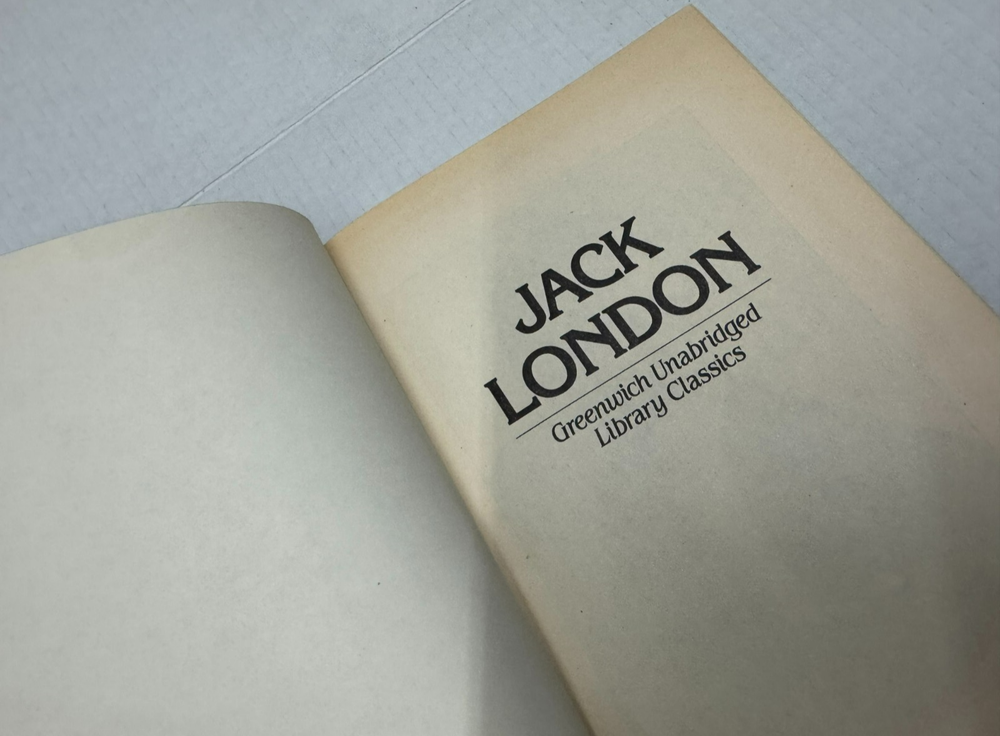 JACK
LONDON
Greenwich Unabridged
Library Classics